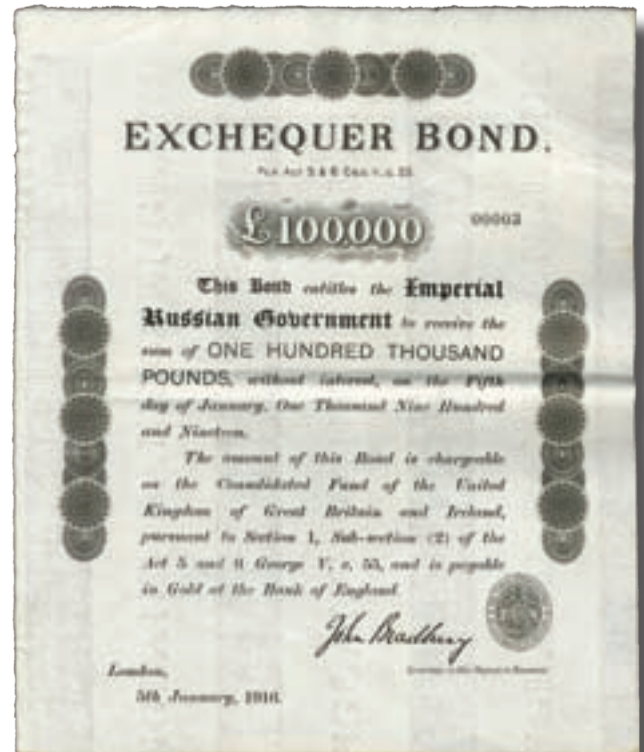 EXCHEQUER BOND.
£100,000
00003
This Bond entitles the Imperial
Russian Government to receive the
sum of ONE HUNDRED THOUSAND
POUNDS, without interest, on the Fifth
day of January, One Thousand Nine Hundred
and Nineteen.
The amount of this Bond is chargeable
on the Consolidated Fund of the United
Kingdom of Great Britain and Ireland,
pursuant to Section 1, Sub-section (2) of the
Act 5 and 6 George V, c, 55, and is payable
in Gold at the Bank of England.
John Bradbury
London,
5th January, 1916.